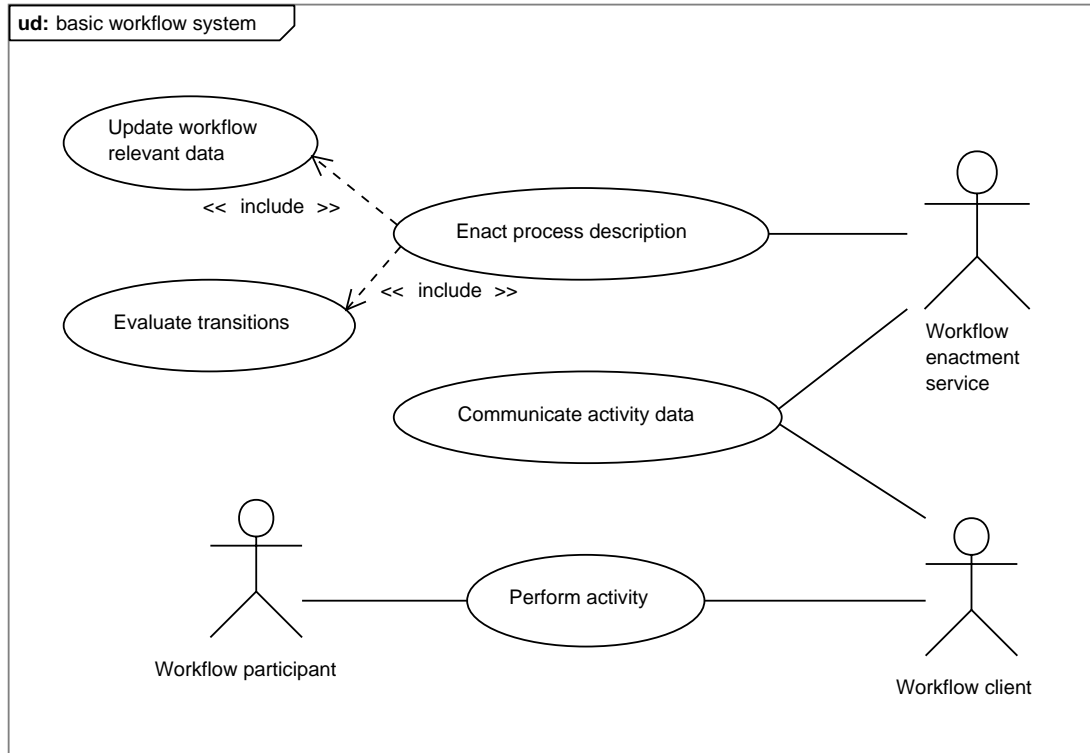 ud: basic workflow system
Update workflow
relevant data
<< include >>
Enact process description
<< include >>
Evaluate transitions
Workflow
enactment
service
Communicate activity data
Perform activity
Workflow participant
Workflow client